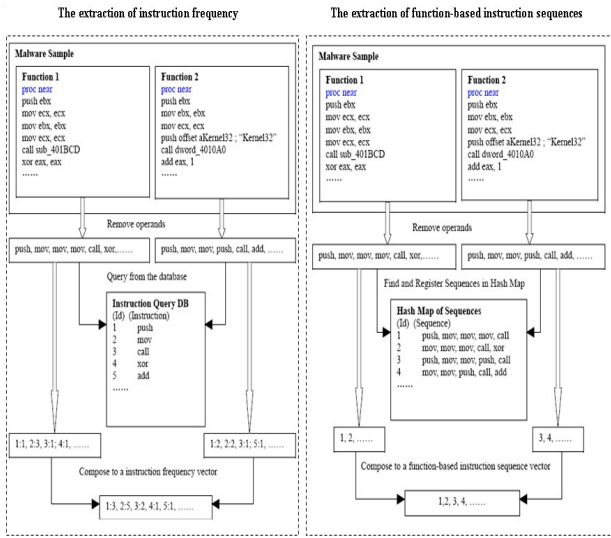 The extraction of instruction frequency
Malware Sample
Function 1
proc near
push ebx
mov ecx, ecx
mov ebx, ebx
mov ecx, ecx
call sub_401BCD
xor eax, eax
......
Function 2
proc near
push ebx
mov ebx, ebx
mov ecx, ecx
push offset aKernel32 ; “Kernel32”
call dword_4010A0
add eax, 1
......
Remove operands
push, mov, mov, mov, call, xor,......
push, mov, mov, push, call, add, ......
Query from the database
Instruction Query DB
(Id) (Instruction)
1 push
2 mov
3 call
4 xor
5 add
......
1:1, 2:3, 3:1; 4:1, ......
1:2, 2:2, 3:1; 5:1, ......
Compose to a instruction frequency vector
1:3, 2:5, 3:2, 4:1, 5:1, ......
The extraction of function-based instruction sequences
Malware Sample
Function 1
proc near
push ebx
mov ecx, ecx
mov ebx, ebx
mov ecx, ecx
call sub_401BCD
xor eax, eax
......
Function 2
proc near
push ebx
mov ebx, ebx
mov ecx, ecx
push offset aKernel32 ; “Kernel32”
call dword_4010A0
add eax, 1
......
Remove operands
push, mov, mov, mov, call, xor,......
push, mov, mov, push, call, add, ......
Find and Register Sequences in Hash Map
Hash Map of Sequences
(Id) (Sequence)
1 push, mov, mov, mov, call
2 mov, mov, mov, call, xor
3 push, mov, mov, push, call
4 mov, mov, push, call, add
......
1, 2, ......
3, 4, ......
Compose to a function-based instruction sequence vector
1,2, 3, 4, ......